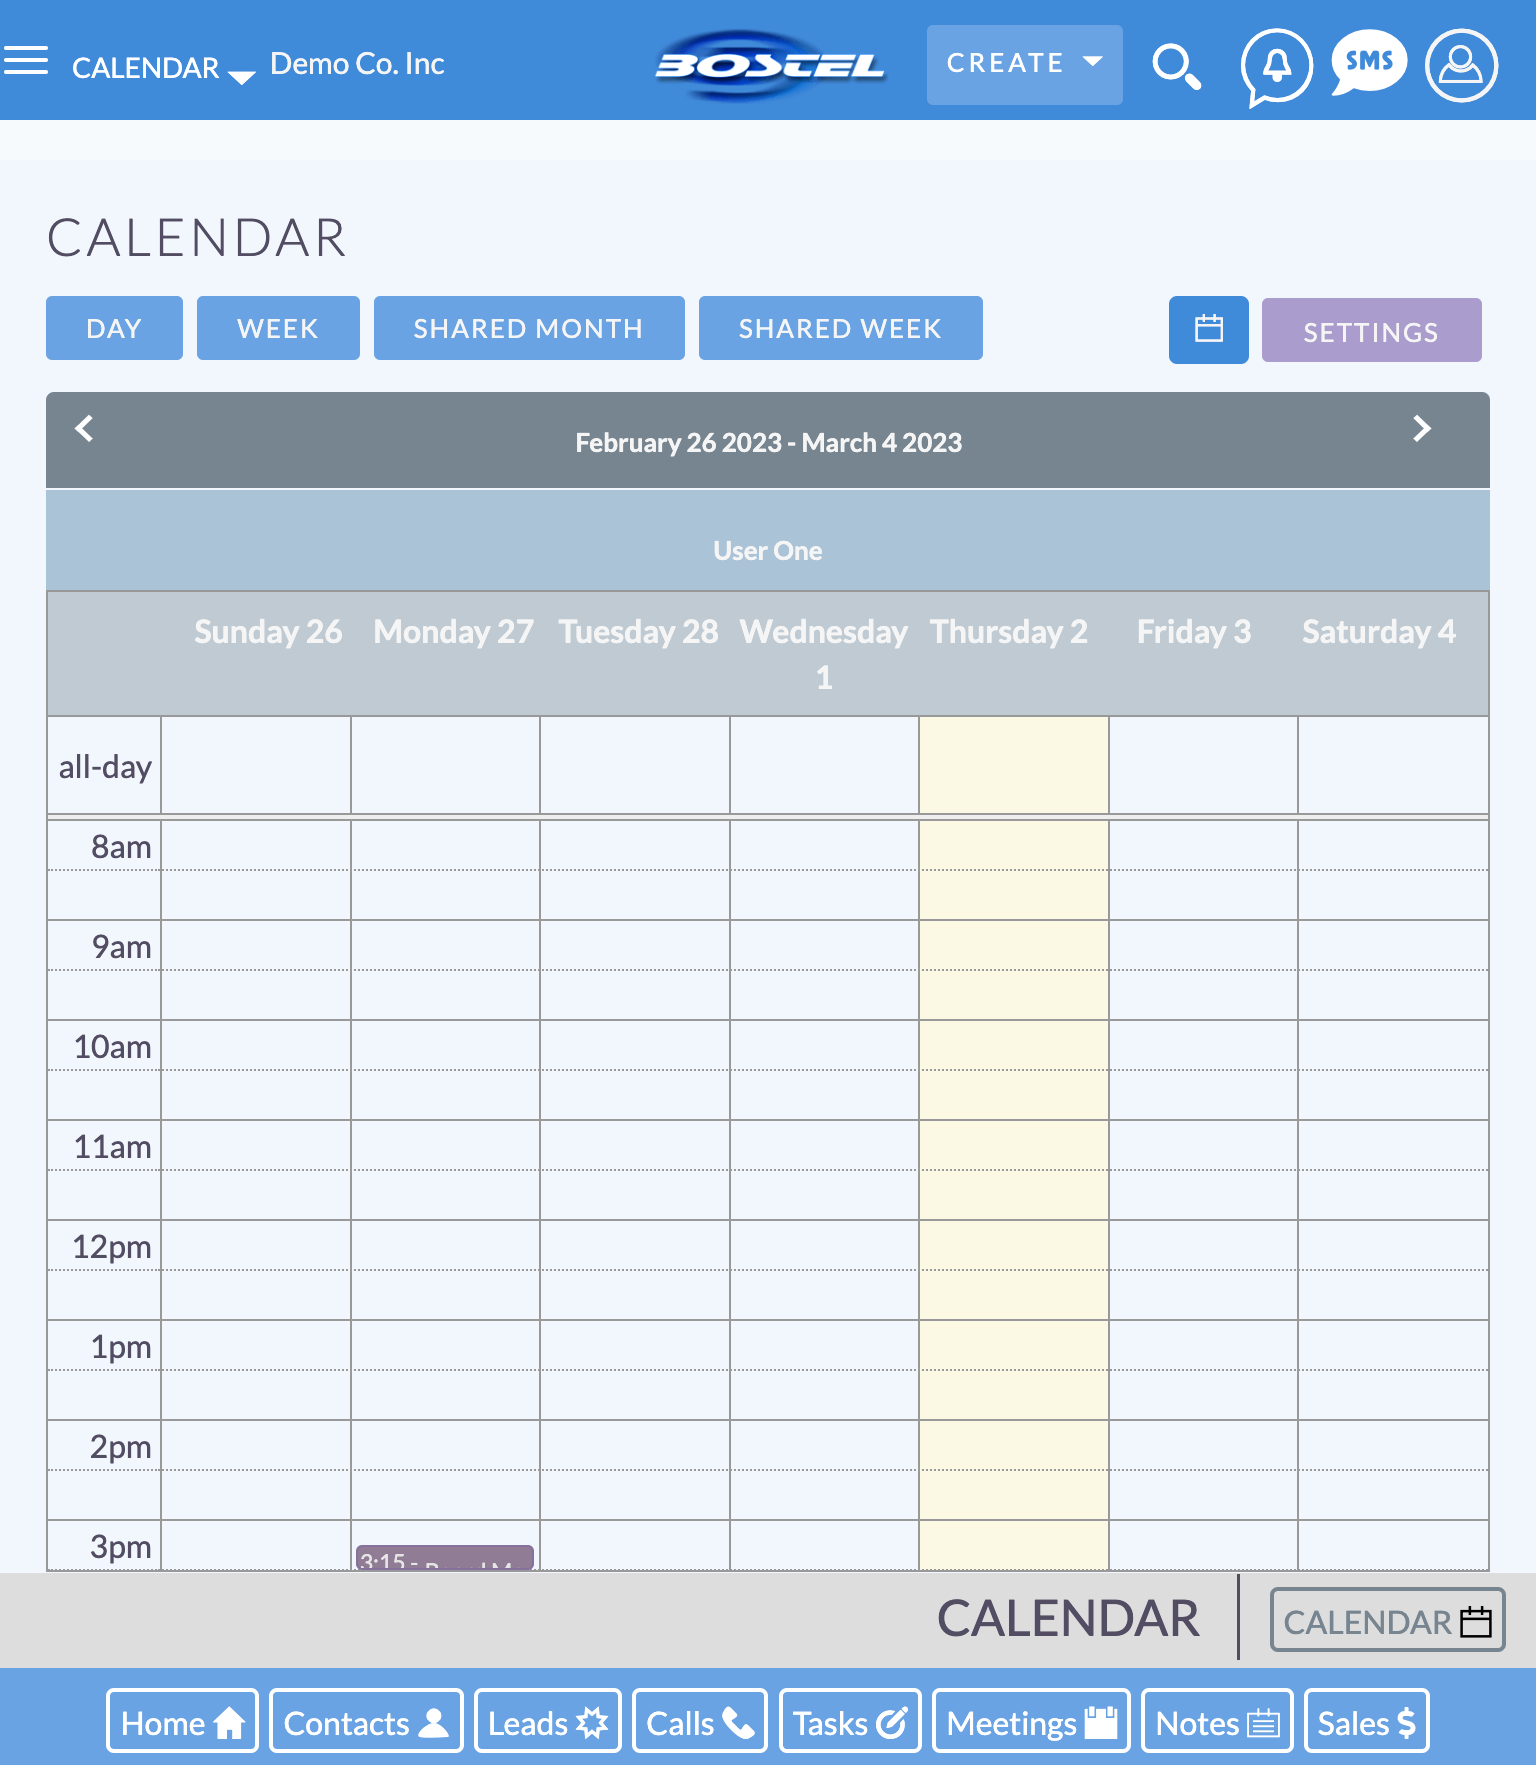 CALENDAR Demo Co. Inc BOSTEL CREATE SMS
CALENDAR
DAY WEEK SHARED MONTH SHARED WEEK SETTINGS
February 26 2023 - March 4 2023
User One
Sunday 26 Monday 27 Tuesday 28 Wednesday 1 Thursday 2 Friday 3 Saturday 4
all-day
8am
9am
10am
11am
12pm
1pm
2pm
3pm
3:15 -
CALENDAR CALENDAR
Home Contacts Leads Calls Tasks Meetings Notes Sales